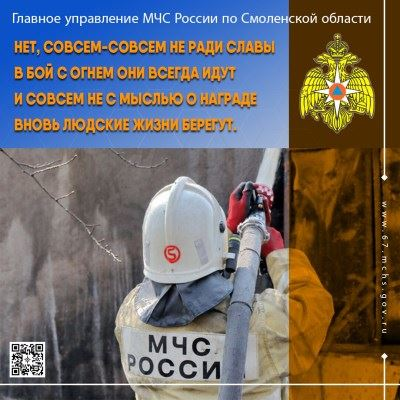 Главное управление МЧС России по Смоленской области
НЕТ, СОВСЕМ-СОВСЕМ НЕ РАДИ СЛАВЫ
В БОЙ С ОГНЕМ ОНИ ВСЕГДА ИДУТ
И СОВСЕМ НЕ С МЫСЛЬЮ О НАГРАДЕ
ВНОВЬ ЛЮДСКИЕ ЖИЗНИ БЕРЕГУТ.
www.67.mchs.gov.ru
5
МЧС
РОССИИ